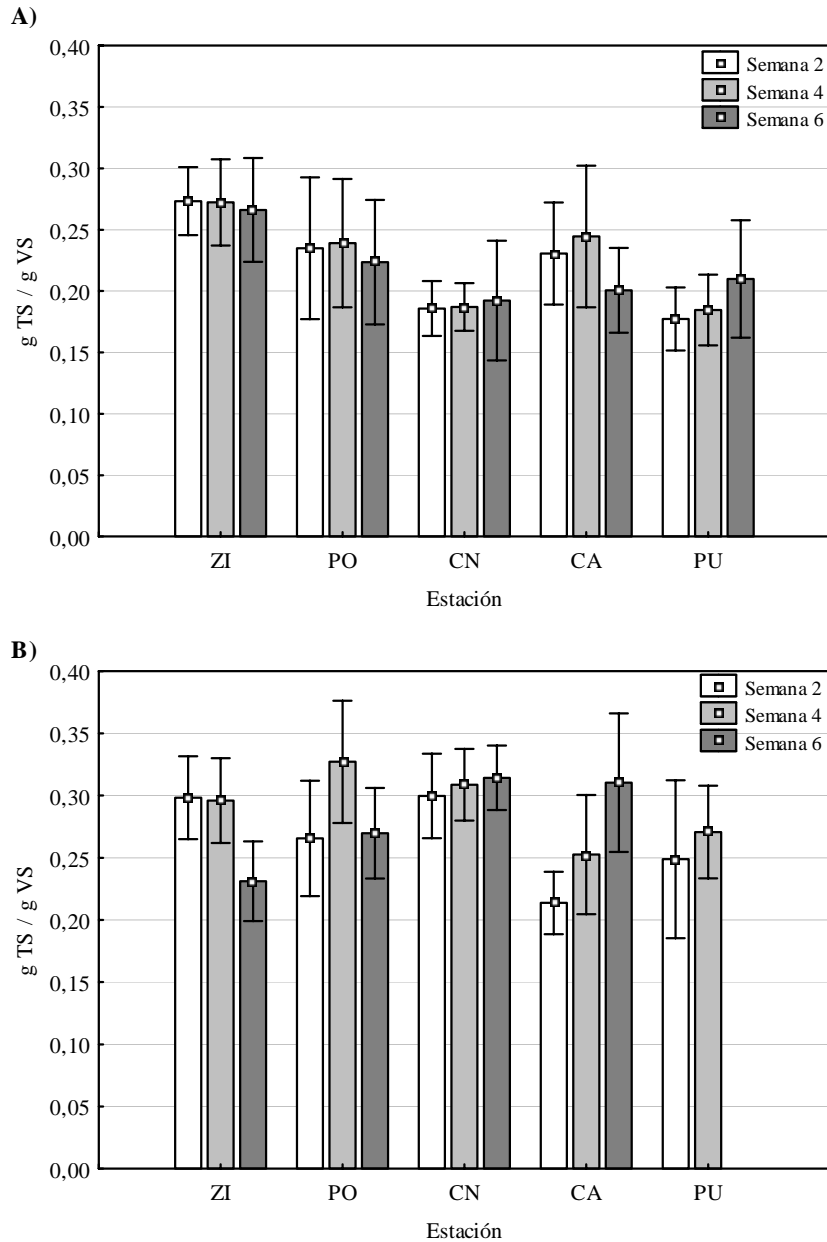 A)
0,40
0,35
0,30
0,25
0,20
0,15
0,10
0,05
0,00
g TS / g VS
Semana 2
Semana 4
Semana 6
ZI PO CN CA PU
Estación
B)
0,40
0,35
0,30
0,25
0,20
0,15
0,10
0,05
0,00
g TS / g VS
Semana 2
Semana 4
Semana 6
ZI PO CN CA PU
Estación